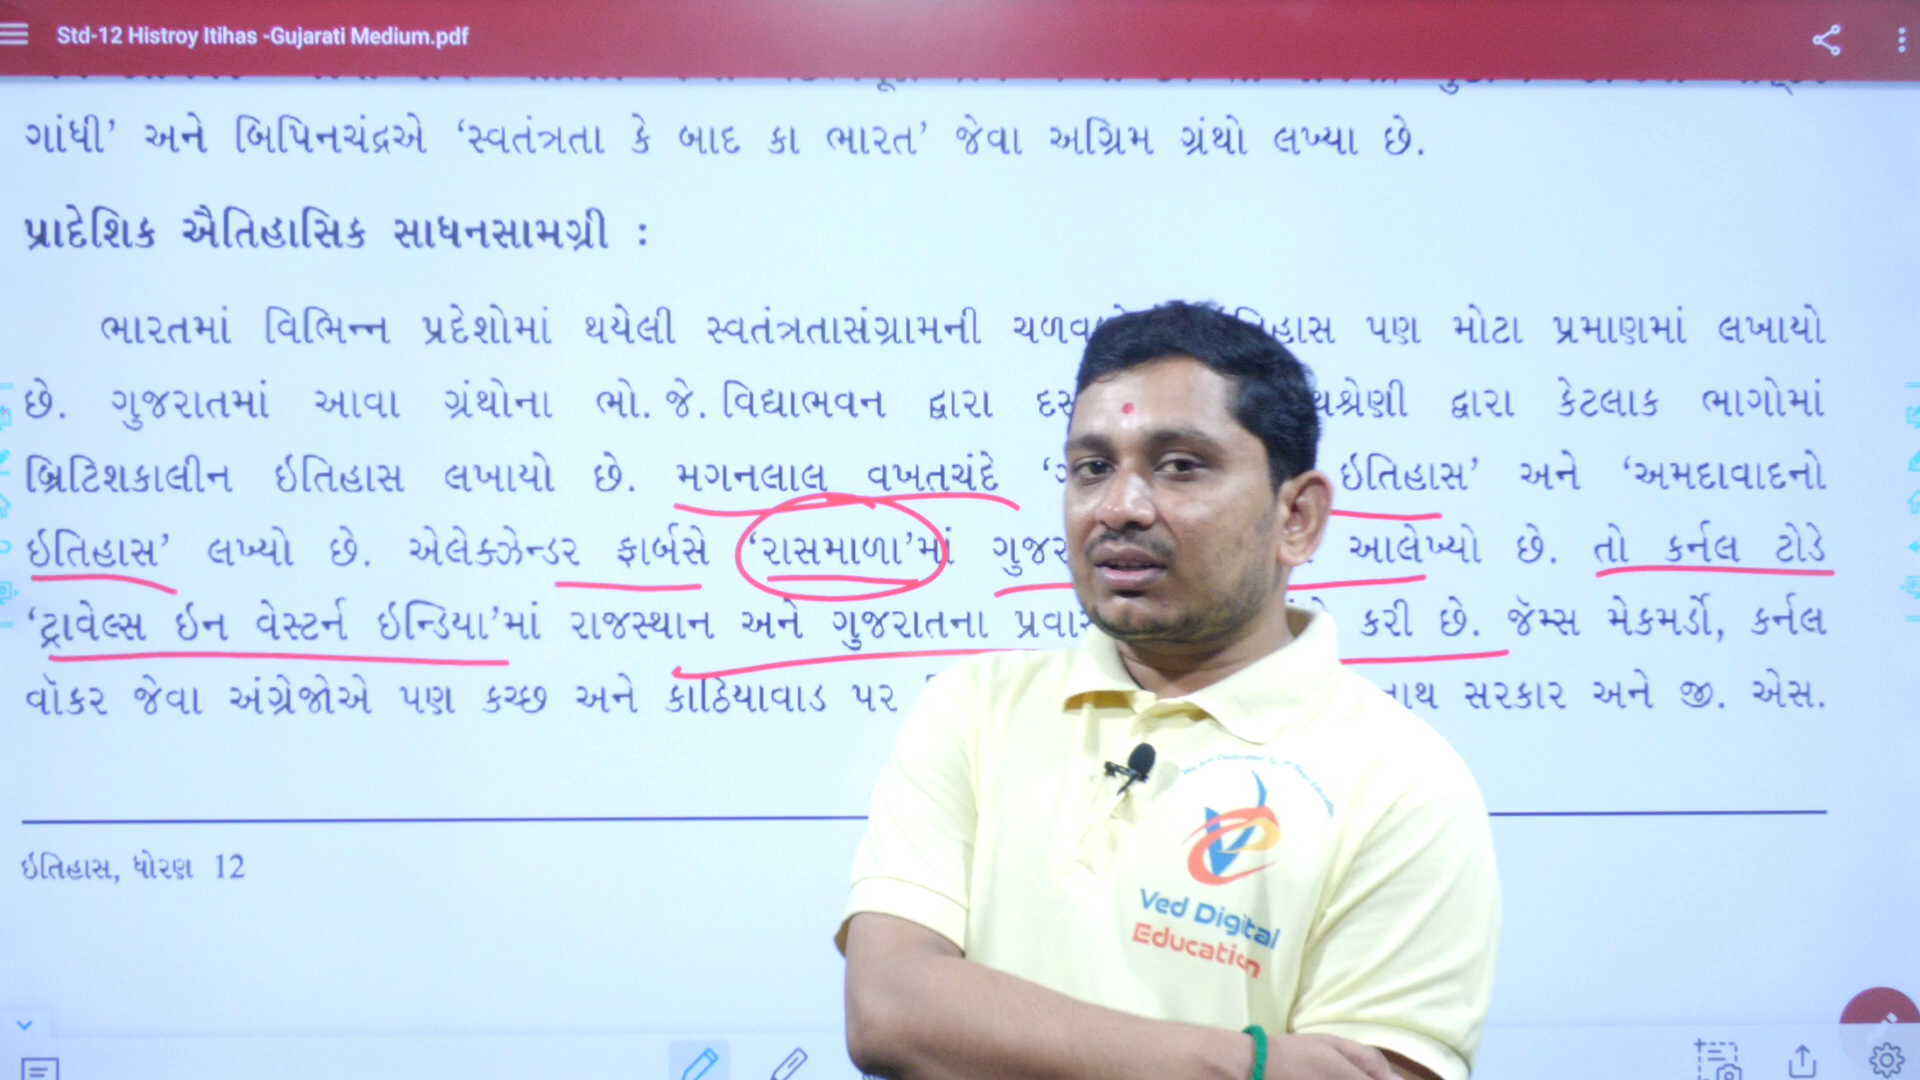 Std-12 Histroy Itihas -Gujarati Medium.pdf
ગાંધી’ અને બિપિનચંદ્રએ ‘સ્વતંત્રતા કે બાદ કા ભારત’ જેવા અગ્રિમ ગ્રંથો લખ્યા છે.
પ્રાદેશિક ઐતિહાસિક સાધનસામગ્રી :
ભારતમાં વિભિન્ન પ્રદેશોમાં થયેલી સ્વતંત્રતાસંગ્રામની પણ મોટા પ્રમાણમાં લખાયો
છે. ગુજરાતમાં આવા ગ્રંથોના ભો. જે. વિદ્યાભવન દ્વારા દ્વારા કેટલાક ભાગોમાં
બ્રિટિશકાલીન ઇતિહાસ લખાયો છે. મગનલાલ વખતચંદે ઇતિહાસ’ અને ‘અમદાવાદનો
ઇતિહાસ’ લખ્યો છે. એલેક્ઝેન્ડર ફાર્બસે ‘રાસમાળા’માં આલેખ્યો છે. તો કર્નલ ટોડે
‘ટ્રાવેલ્સ ઇન વેસ્ટર્ન ઇન્ડિયા’માં રાજસ્થાન અને ગુજરાતના કરી છે. જૅમ્સ મેકમર્ડો, કર્નલ
વૉકર જેવા અંગ્રેજોએ પણ કચ્છ અને કાઠિયાવાડ પર સરકાર અને જી. એસ.
ઇતિહાસ, ધોરણ 12
Ved Digital
Education